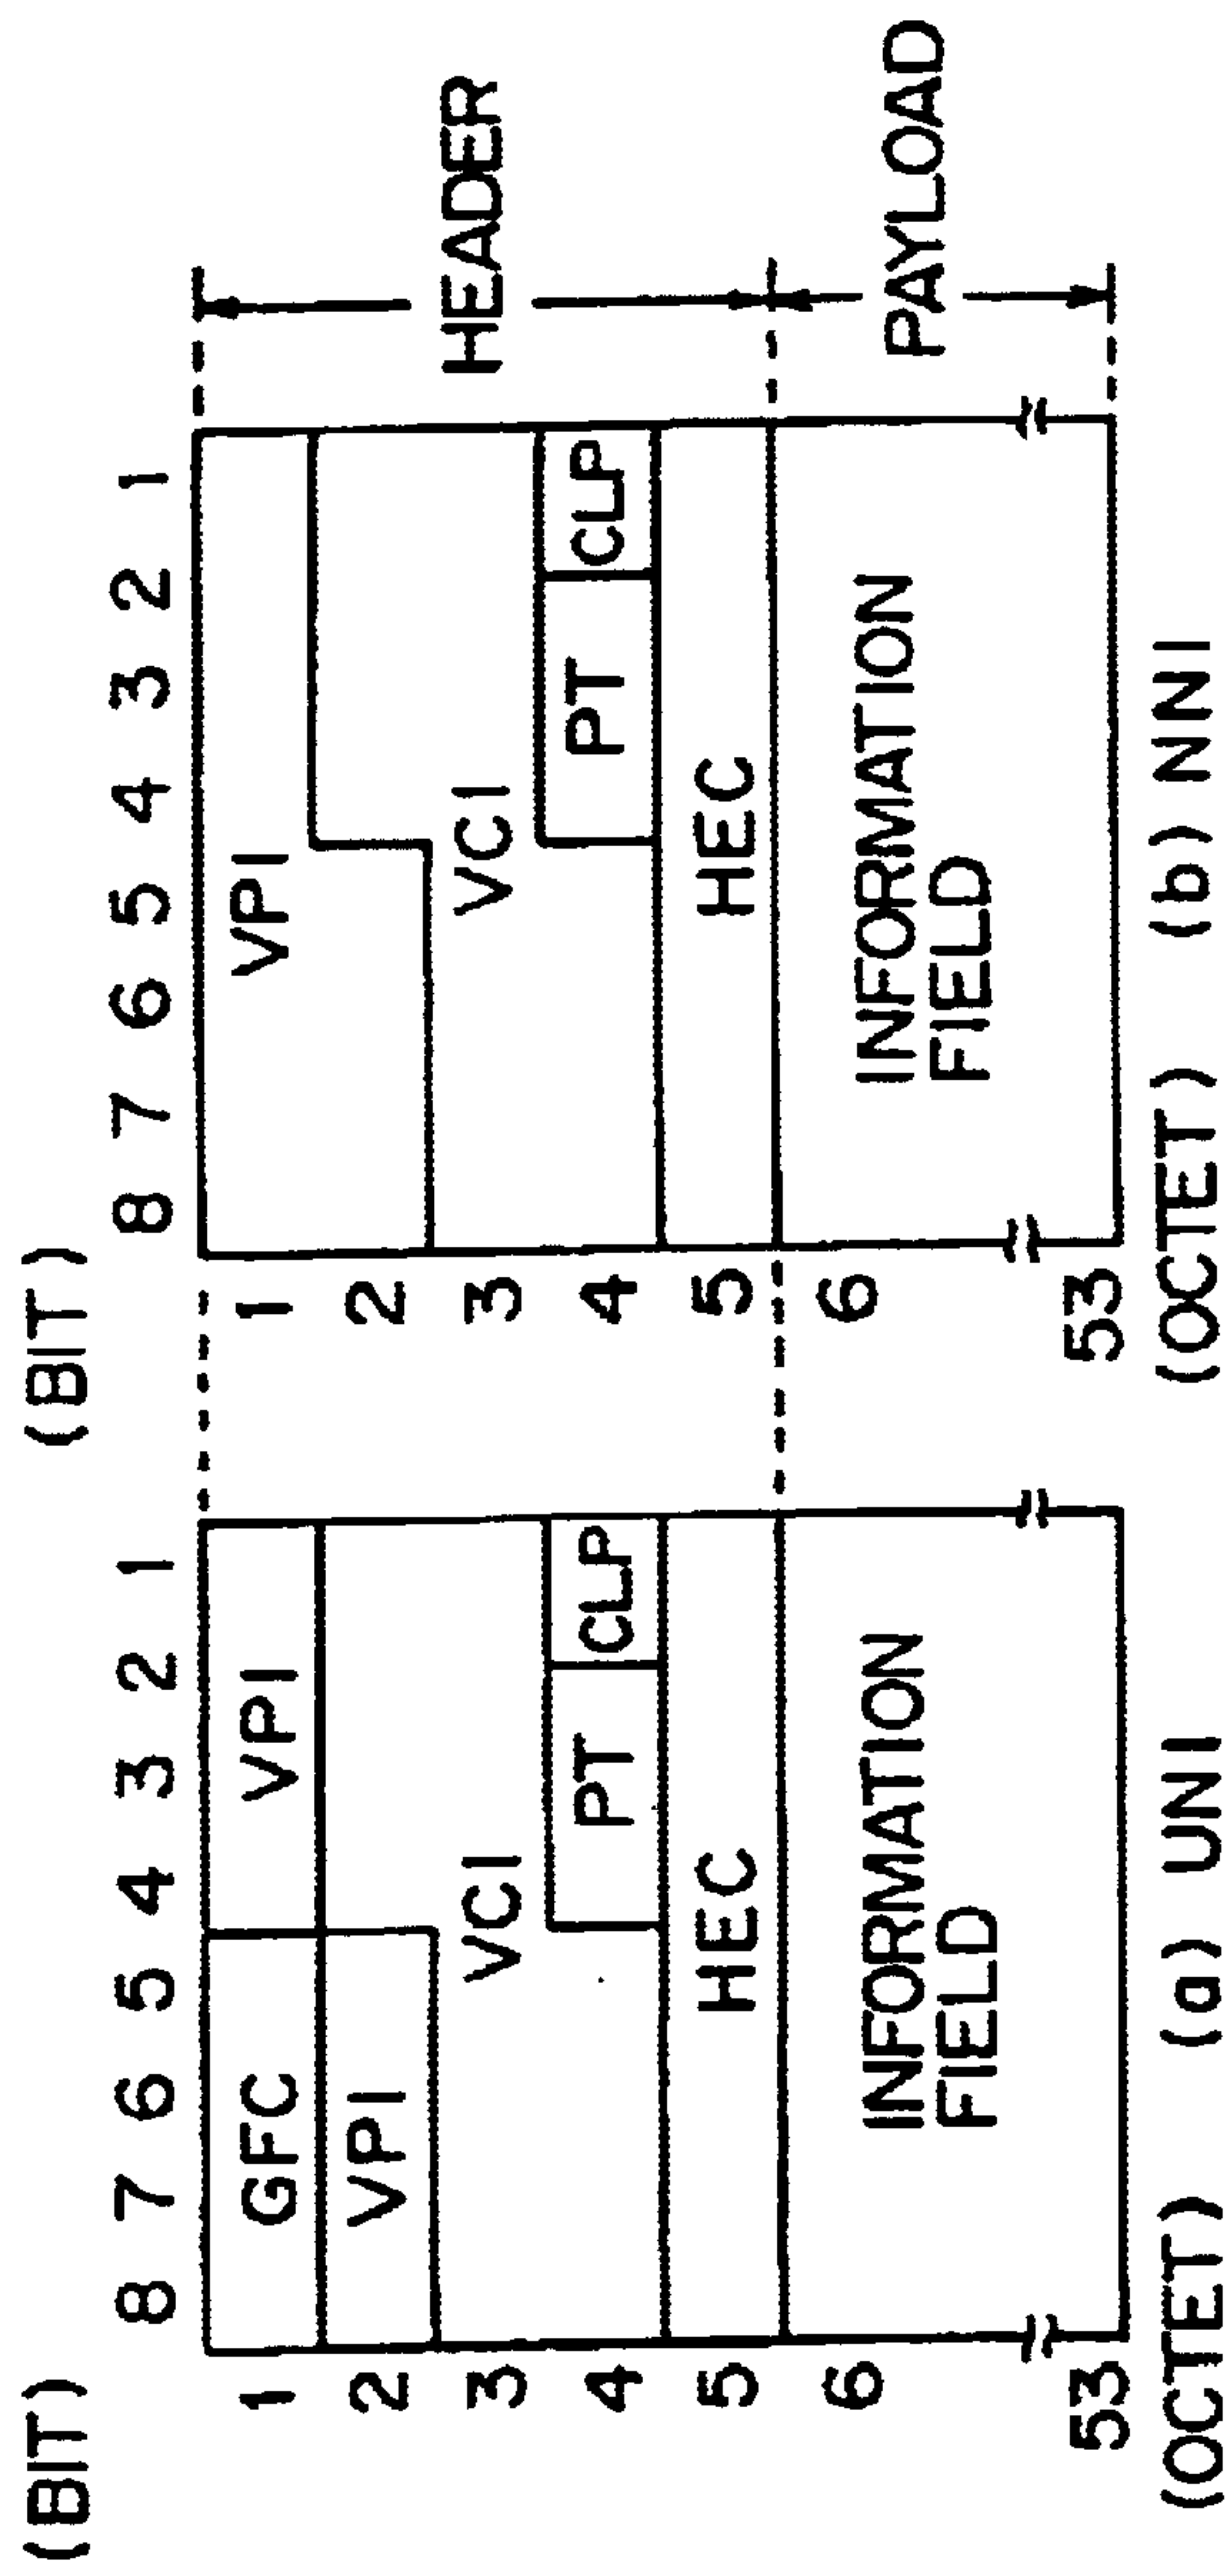 (BIT)
8 7 6 5 4 3 2 1
1
GFC
VPI
2
VPI
3
VCI
4
PT
CLP
5
HEC
6
INFORMATION
FIELD
53
(OCTET)
(a) UNI
(BIT)
8 7 6 5 4 3 2 1
1
VPI
2
3
VCI
4
PT
CLP
5
HEC
6
INFORMATION
FIELD
53
(OCTET)
(b) NNI
HEADER
PAYLOAD